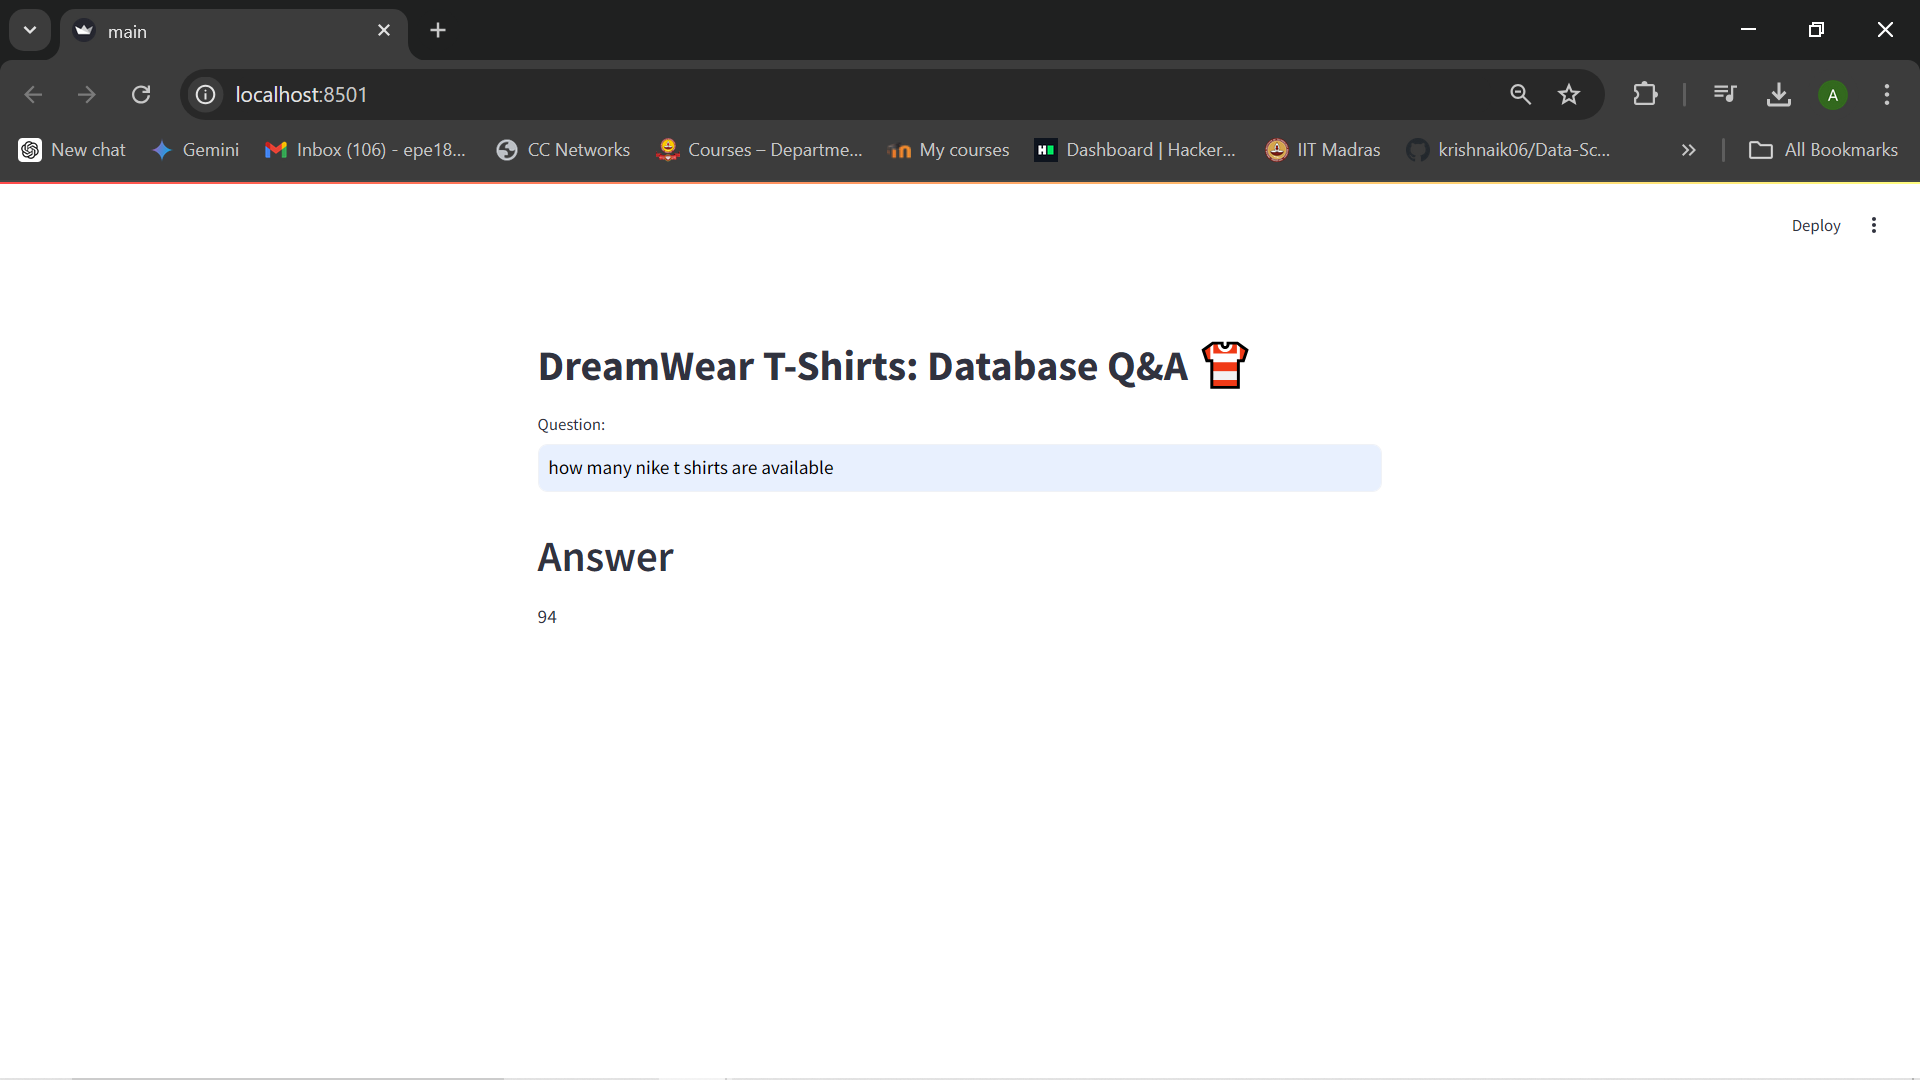 main
localhost:8501
A
New chat
Gemini
Inbox (106) - epe18...
CC Networks
Courses – Departme...
My courses
Dashboard | Hacker...
IIT Madras
krishnaik06/Data-Sc...
All Bookmarks
Deploy
DreamWear T-Shirts: Database Q&A
Question:
how many nike t shirts are available
Answer
94